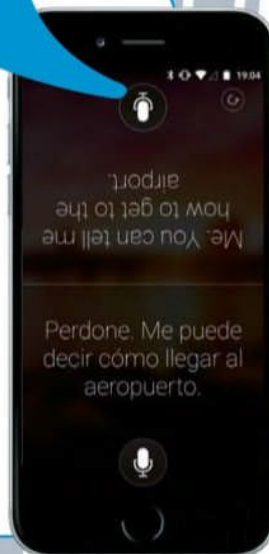 19:04
Me. You can tell me
how to get to the
airport.
Perdone. Me puede
decir cómo llegar al
aeropuerto.